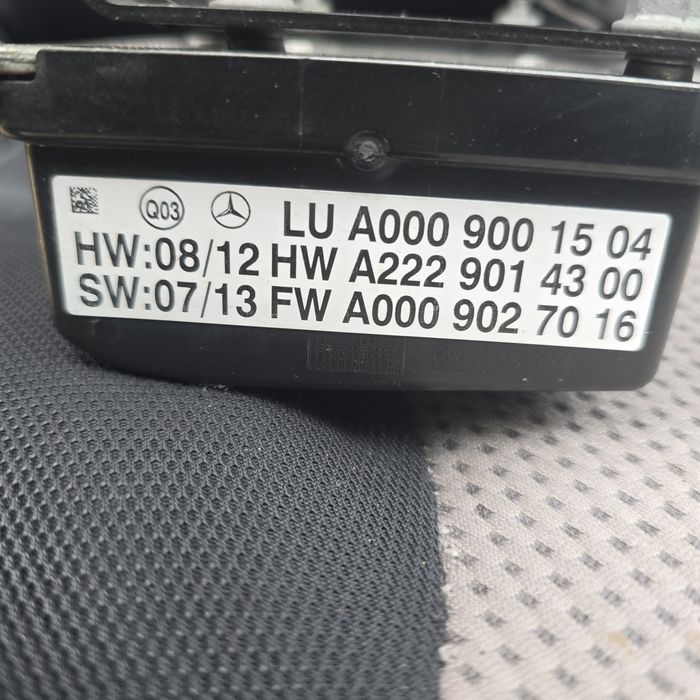 Q03 LU A000 900 15 04
HW:08/12 HW A222 901 43 00
SW:07/13 FW A000 902 70 16